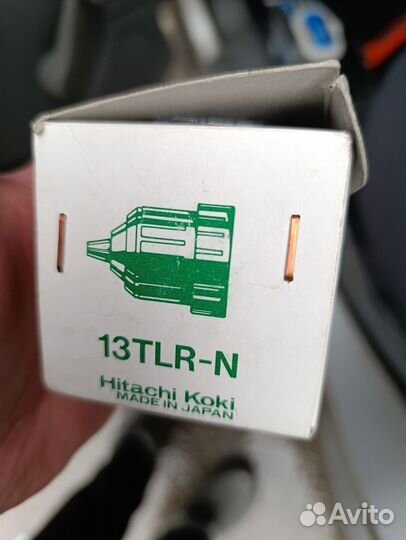 13TLR-N
Hitachi Koki
MADE IN JAPAN
Avito